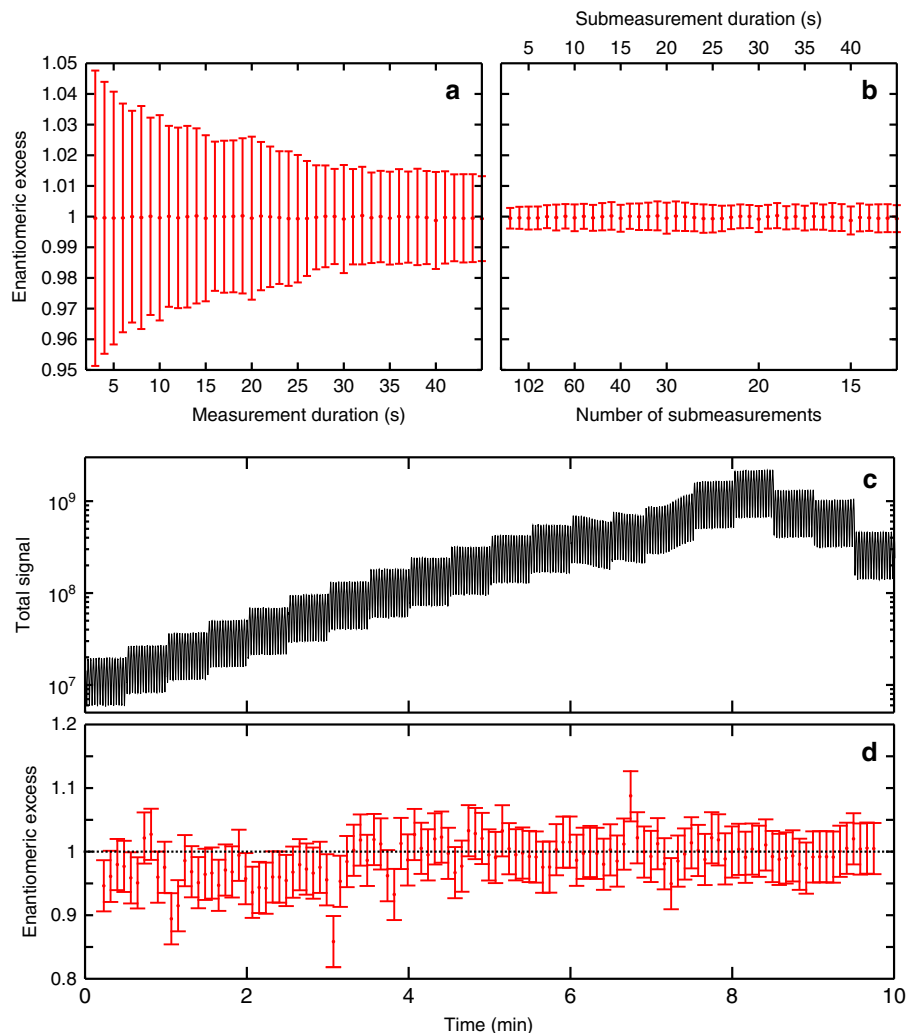 Submeasurement duration (s)
5 10 15 20 25 30 35 40
1.05
1.04
1.03
1.02
1.01
1
0.99
0.98
0.97
0.96
0.95
Enantiomeric excess
a
b
5 10 15 20 25 30 35 40
Measurement duration (s)
102 60 40 30 20 15
Number of submeasurements
c
10⁹
10⁸
10⁷
Total signal
d
1.2
1.1
1
0.9
0.8
Enantiomeric excess
0 2 4 6 8 10
Time (min)